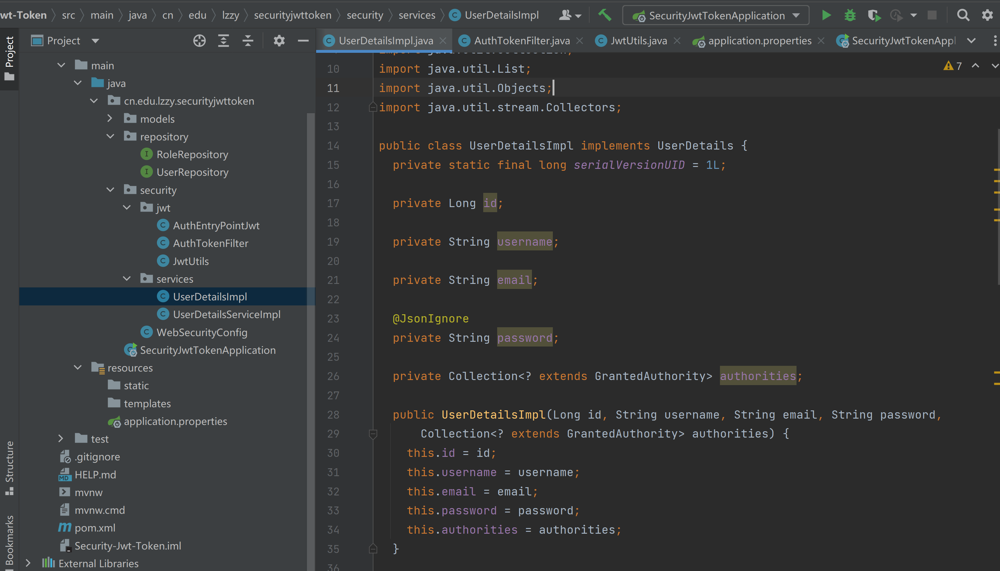 wt-Token
src
main
java
cn
edu
lzzy
securityjwttoken
security
services
UserDetailsImpl
SecurityJwtTokenApplication
Project
Project
UserDetailsImpl.java
AuthTokenFilter.java
JwtUtils.java
application.properties
SecurityJwtTokenAppl
7
main
java
cn.edu.lzzy.securityjwttoken
models
repository
RoleRepository
UserRepository
security
jwt
AuthEntryPointJwt
AuthTokenFilter
JwtUtils
services
UserDetailsImpl
UserDetailsServiceImpl
WebSecurityConfig
SecurityJwtTokenApplication
resources
static
templates
application.properties
test
.gitignore
HELP.md
mvnw
mvnw.cmd
pom.xml
Security-Jwt-Token.iml
External Libraries
Structure
Bookmarks
import java.util.Collection;
10 import java.util.List;
11 import java.util.Objects;
12 import java.util.stream.Collectors;
13
14 public class UserDetailsImpl implements UserDetails {
15 private static final long serialVersionUID = 1L;
16
17 private Long id;
18
19 private String username;
20
21 private String email;
22
23 @JsonIgnore
24 private String password;
25
26 private Collection<? extends GrantedAuthority> authorities;
27
28 public UserDetailsImpl(Long id, String username, String email, String password,
29 Collection<? extends GrantedAuthority> authorities) {
30 this.id = id;
31 this.username = username;
32 this.email = email;
33 this.password = password;
34 this.authorities = authorities;
35 }
36